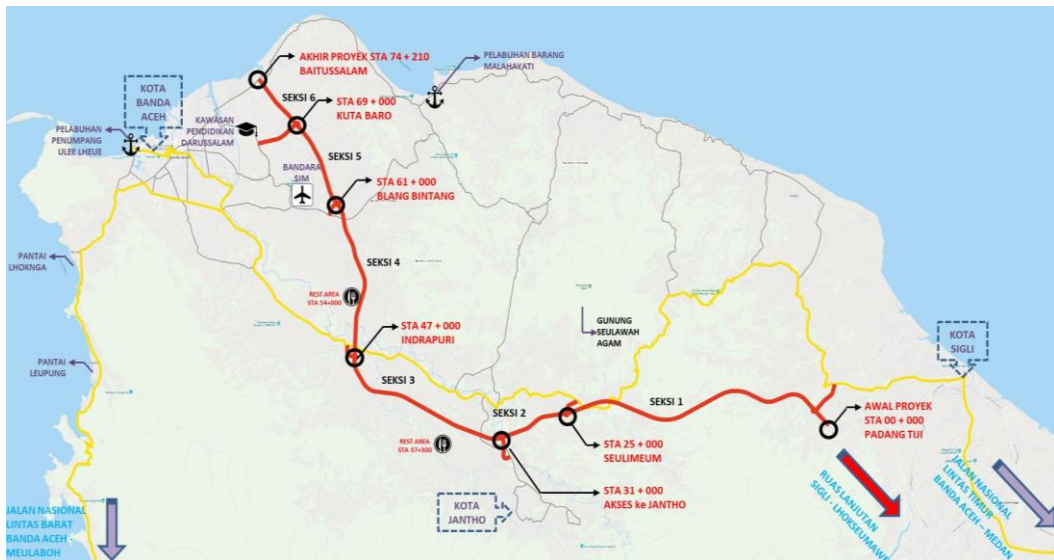 AKHIR PROYEK STA 74 + 210
BAITUSSALAM
PELABUHAN BARANG
MALAHAYATI
KOTA
BANDA
ACEH
SEKSI 6
STA 69 + 000
KUTA BARO
KAWASAN
PENDIDIKAN
DARUSSALAM
PELABUHAN
PENUMPANG
ULEE LHEUE
SEKSI 5
BANDARA
SIM
STA 61 + 000
BLANG BINTANG
PANTAI
LHOKNGA
SEKSI 4
REST AREA
STA 54+000
STA 47 + 000
INDRAPURI
GUNUNG
SEULAWAH
AGAM
KOTA
SIGLI
PANTAI
LEUPUNG
SEKSI 3
SEKSI 2
SEKSI 1
AWAL PROYEK
STA 00 + 000
PADANG TIJI
REST AREA
STA 37+300
STA 25 + 000
SEULIMEUM
STA 31 + 000
AKSES ke JANTHO
KOTA
JANTHO
RUAS LANJUTAN
SIGLI - LHOKSEUMAWE
JALAN NASIONAL
LINTAS TIMUR
BANDA ACEH – MEDAN
JALAN NASIONAL
LINTAS BARAT
BANDA ACEH –
MEULABOH